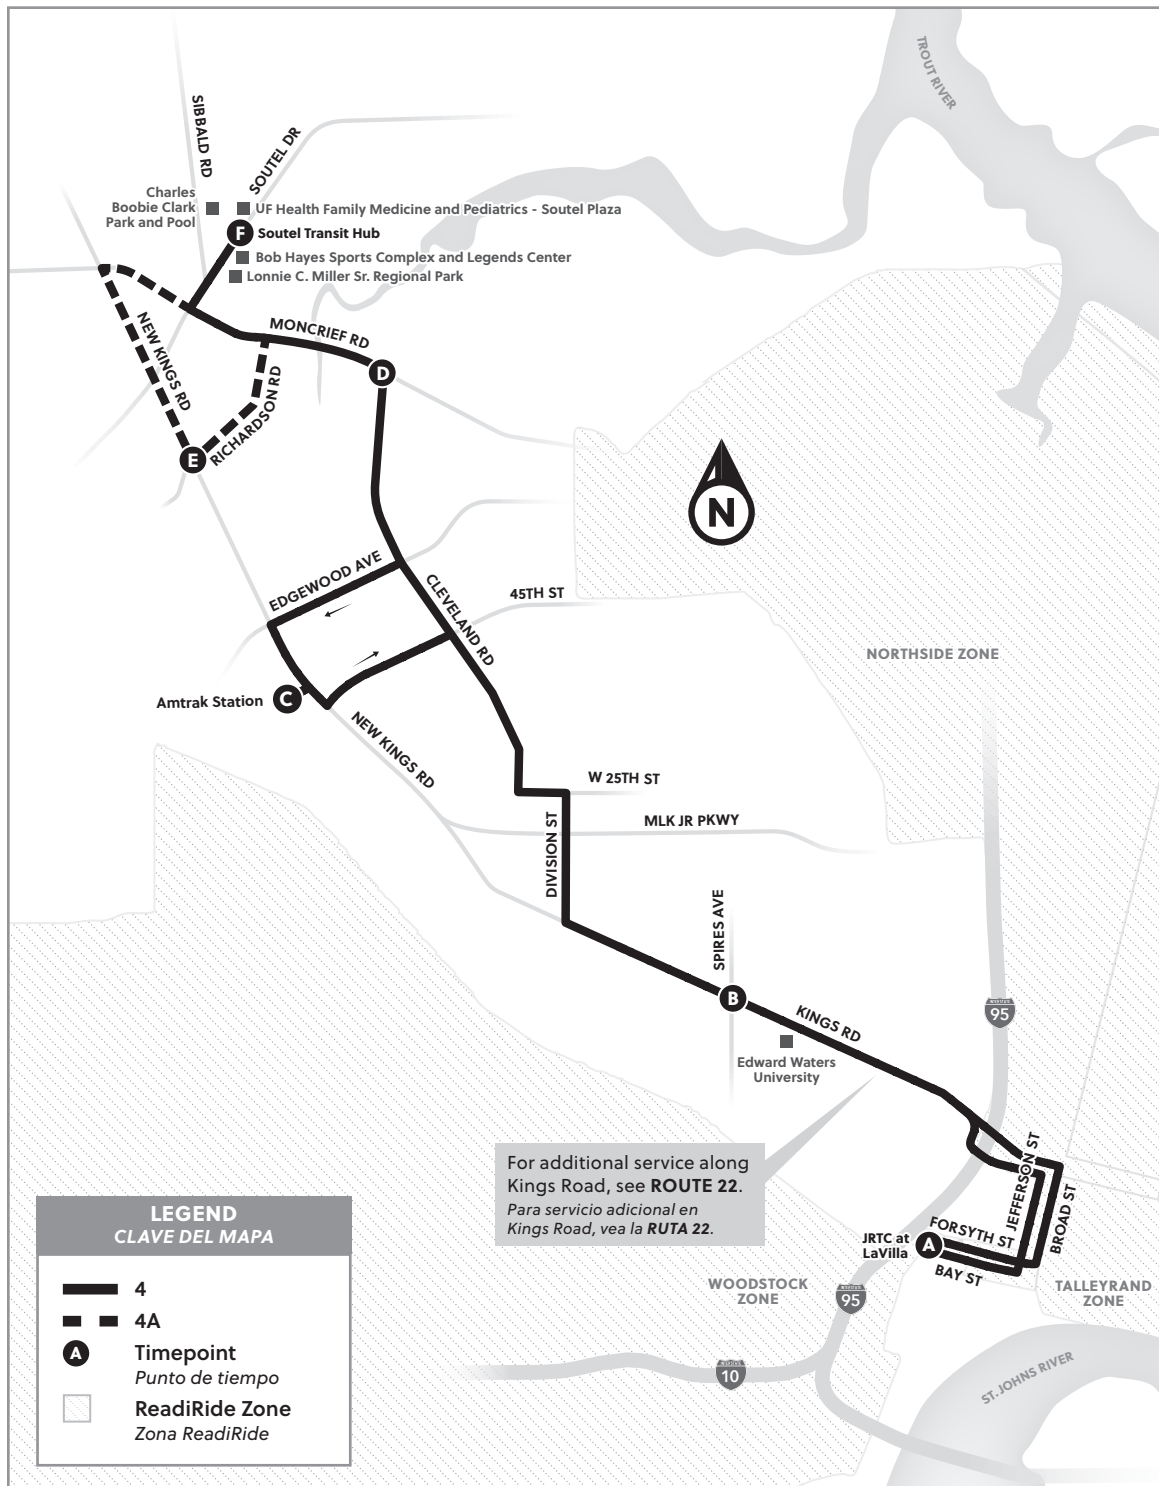 TROUT RIVER
SIBBALD RD
SOUTEL DR
Charles
Boobie Clark
Park and Pool
UF Health Family Medicine and Pediatrics - Soutel Plaza
F
Soutel Transit Hub
Bob Hayes Sports Complex and Legends Center
Lonnie C. Miller Sr. Regional Park
NEW KINGS RD
MONCRIEF RD
D
RICHARDSON RD
E
N
EDGEWOOD AVE
CLEVELAND RD
45TH ST
NORTHSIDE ZONE
Amtrak Station
C
NEW KINGS RD
W 25TH ST
DIVISION ST
MLK JR PKWY
SPIRES AVE
B
KINGS RD
95
Edward Waters
University
For additional service along
Kings Road, see ROUTE 22.
Para servicio adicional en
Kings Road, vea la RUTA 22.
JEFFERSON ST
BROAD ST
FORSYTH ST
JRTC at
LaVilla
A
BAY ST
WOODSTOCK
ZONE
95
TALLEYRAND
ZONE
10
ST. JOHNS RIVER
LEGEND
CLAVE DEL MAPA
4
4A
A
Timepoint
Punto de tiempo
ReadiRide Zone
Zona ReadiRide